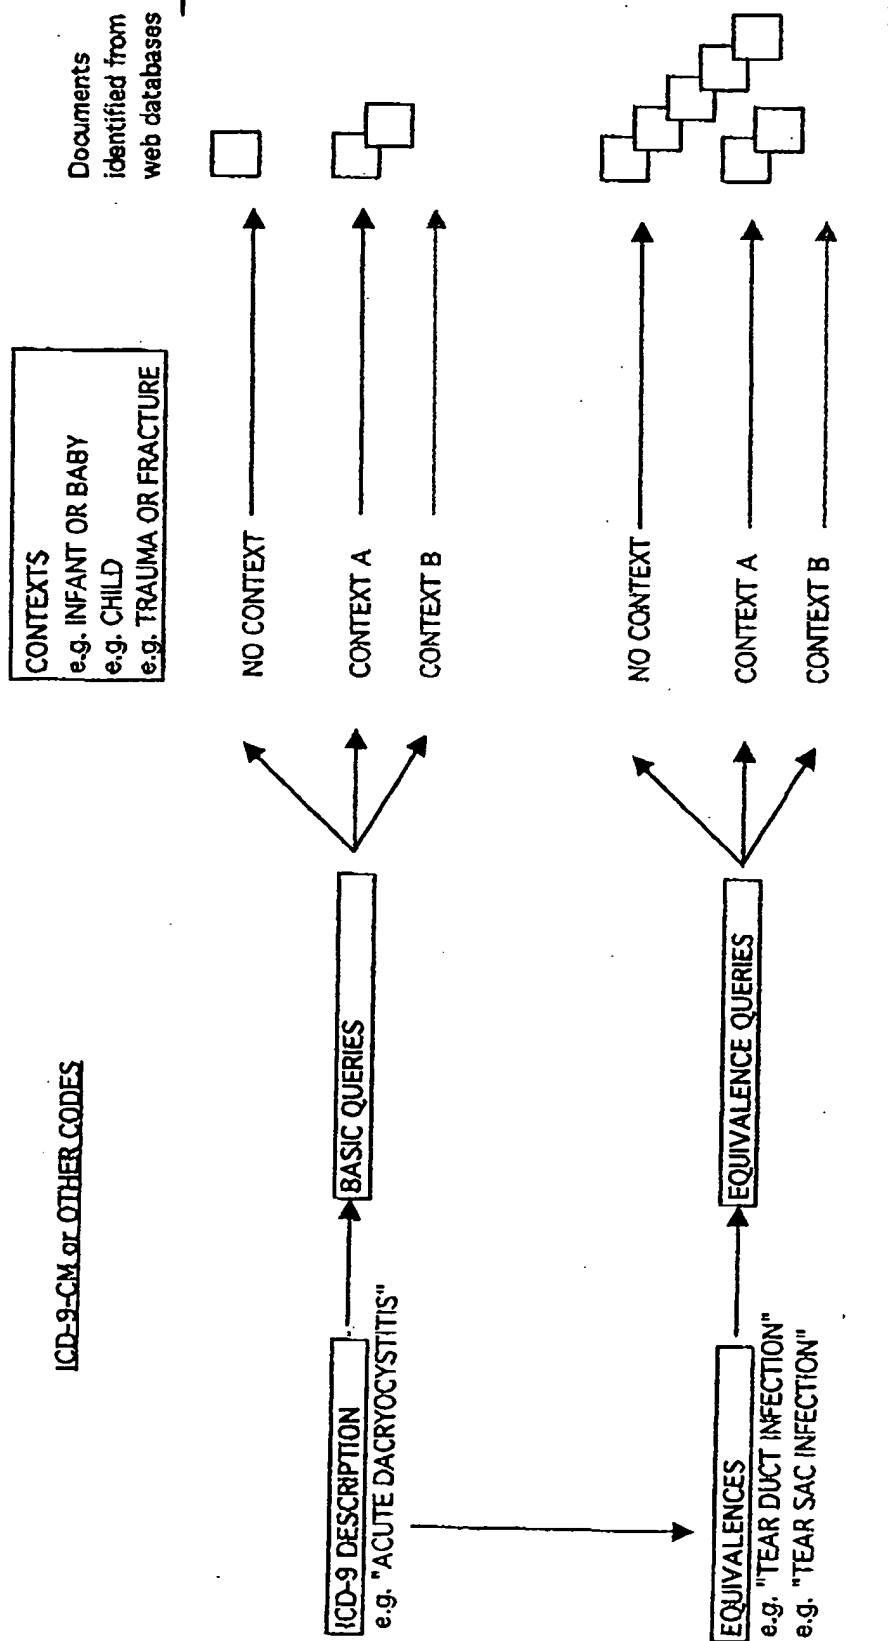 ICD-9-CM or OTHER CODES
CONTEXTS
e.g. INFANT OR BABY
e.g. CHILD
e.g. TRAUMA OR FRACTURE
Documents
identified from
web databases
ICD-9 DESCRIPTION
e.g. "ACUTE DACRYOCYSTITIS"
BASIC QUERIES
NO CONTEXT
CONTEXT A
CONTEXT B
EQUIVALENCES
e.g. "TEAR DUCT INFECTION"
e.g. "TEAR SAC INFECTION"
EQUIVALENCE QUERIES
NO CONTEXT
CONTEXT A
CONTEXT B